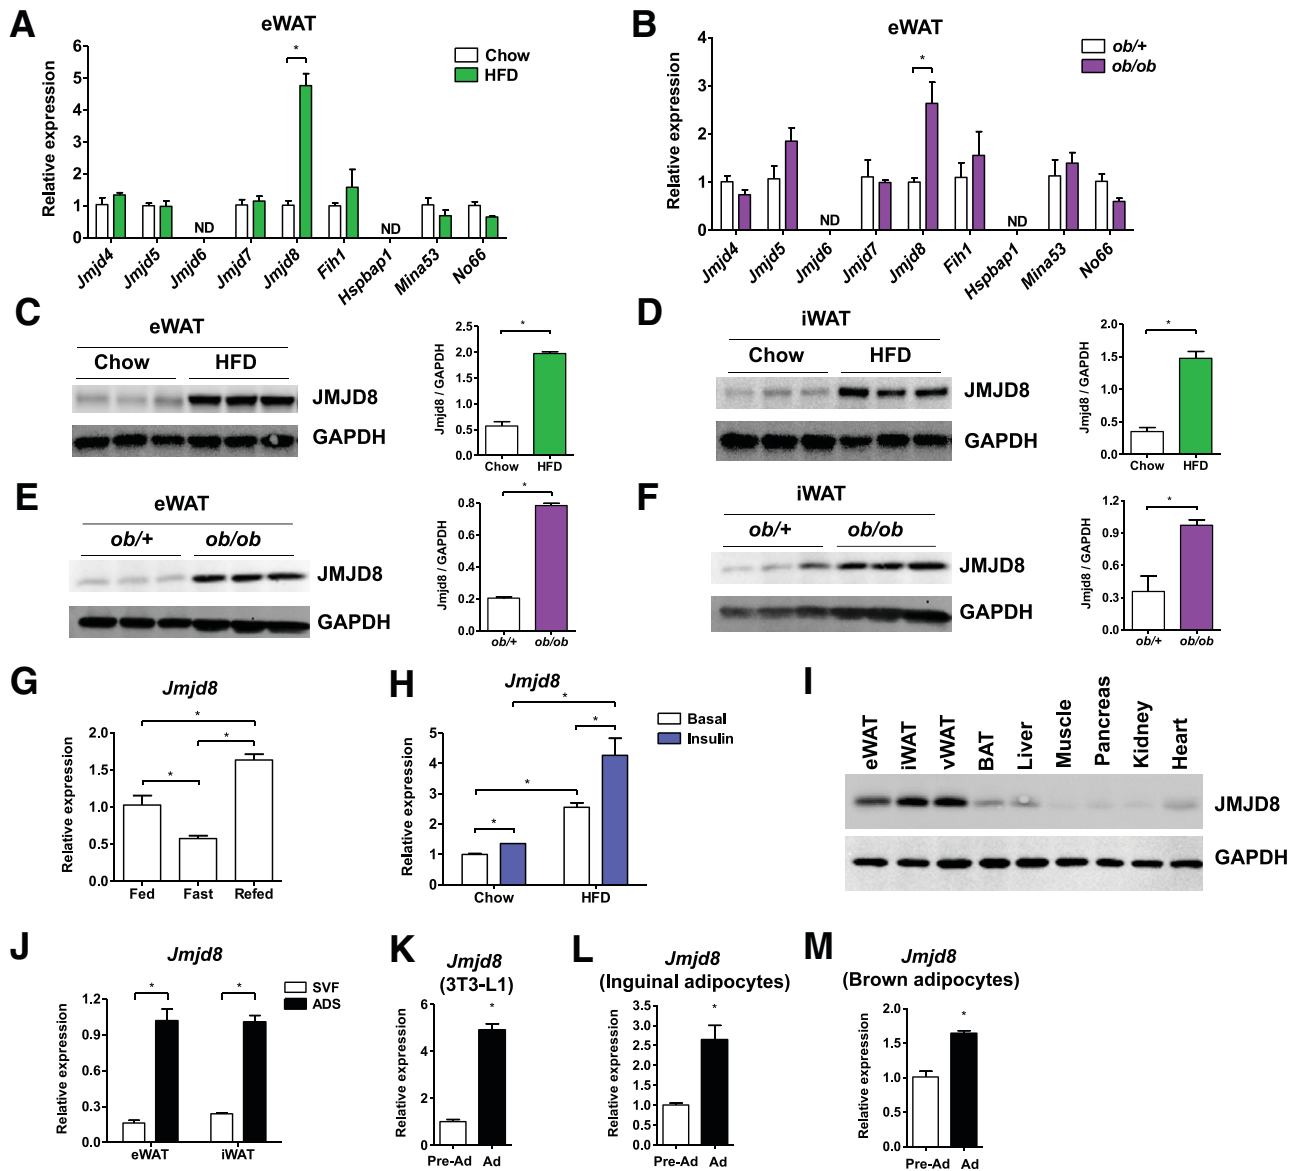 A
eWAT
Relative expression
6
5
4
3
2
1
0
*
ND
ND
Chow
HFD
Jmjd4
Jmjd5
Jmjd6
Jmjd7
Jmjd8
Fih1
Hspbap1
Mina53
No66
B
eWAT
Relative expression
4
3
2
1
0
*
ND
ND
ob/+
ob/ob
Jmjd4
Jmjd5
Jmjd6
Jmjd7
Jmjd8
Fih1
Hspbap1
Mina53
No66
C
eWAT
Chow HFD
JMJD8
GAPDH
Jmjd8 / GAPDH
2.5
2.0
1.5
1.0
0.5
0.0
*
Chow HFD
D
iWAT
Chow HFD
JMJD8
GAPDH
Jmjd8 / GAPDH
2.0
1.5
1.0
0.5
0.0
*
Chow HFD
E
eWAT
ob/+ ob/ob
JMJD8
GAPDH
Jmjd8 / GAPDH
0.8
0.6
0.4
0.2
0.0
*
ob/+ ob/ob
F
iWAT
ob/+ ob/ob
JMJD8
GAPDH
Jmjd8 / GAPDH
1.2
0.9
0.6
0.3
0.0
*
ob/+ ob/ob
G
Jmjd8
Relative expression
2.0
1.5
1.0
0.5
0.0
*
*
*
Fed Fast Refed
H
Jmjd8
Relative expression
5
4
3
2
1
0
*
*
*
*
Basal
Insulin
Chow HFD
I
eWAT
iWAT
vWAT
BAT
Liver
Muscle
Pancreas
Kidney
Heart
JMJD8
GAPDH
J
Jmjd8
Relative expression
1.2
0.9
0.6
0.3
0.0
*
*
SVF
ADS
eWAT iWAT
K
Jmjd8
(3T3-L1)
Relative expression
6
4
2
0
*
Pre-Ad Ad
L
Jmjd8
(Inguinal adipocytes)
Relative expression
3.5
3.0
2.5
2.0
1.5
1.0
0.5
0.0
*
Pre-Ad Ad
M
Jmjd8
(Brown adipocytes)
Relative expression
2.0
1.5
1.0
0.5
0.0
*
Pre-Ad Ad